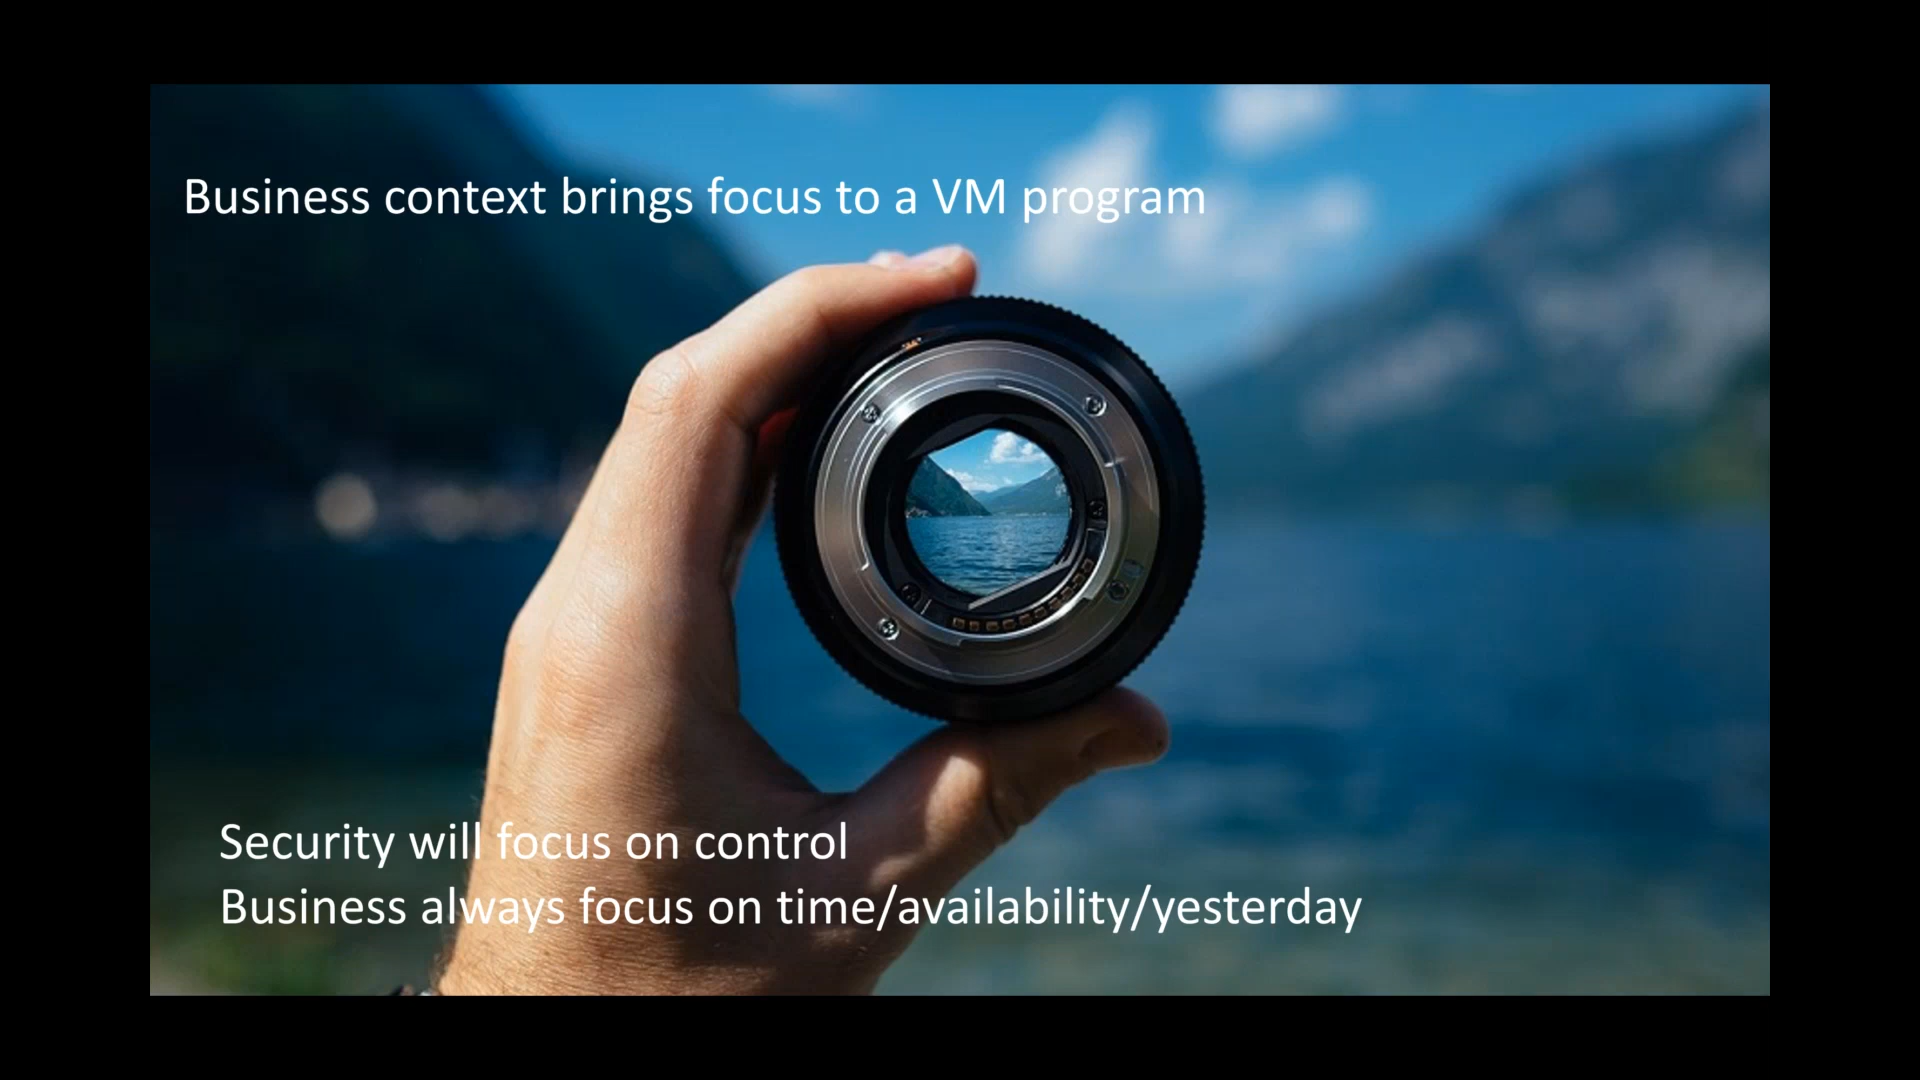 Business context brings focus to a VM program
Security will focus on control
Business always focus on time/availability/yesterday